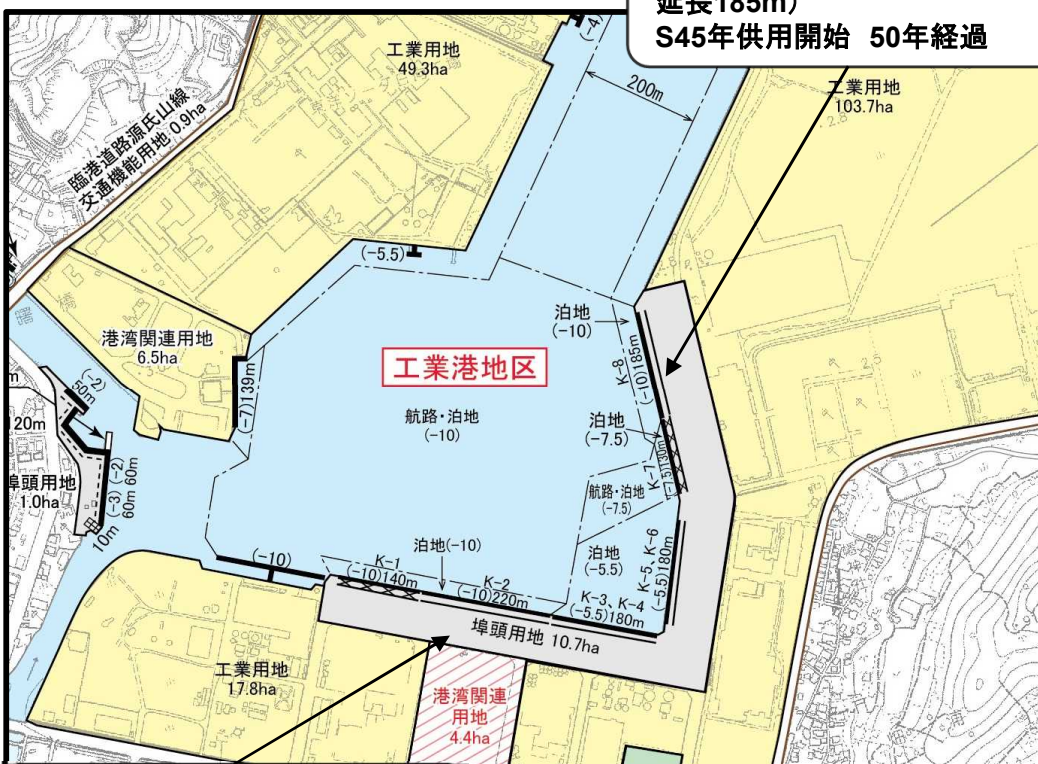 延長185m）
S45年供用開始 50年経過
(-4)
工業用地
49.3ha
200m
工業用地
103.7ha
臨港道路源氏山線
交通機能用地 0.9ha
(-5.5)
泊地
(-10)
港湾関連用地
6.5ha
工業港地区
K-8
(-10)185m
(-7)139m
(-2)
50m
航路・泊地
(-10)
泊地
(-7.5)
K-7
(-7.5)130m
航路・泊地
(-7.5)
120m
埠頭用地
1.0ha
(-3) (-2)
60m 60m
10m
泊地(-10)
泊地
(-5.5)
K-5、K-6
(-5.5)180m
(-10)
K-1
(-10)140m
K-2
(-10)220m
K-3、K-4
(-5.5)180m
埠頭用地 10.7ha
工業用地
17.8ha
港湾関連
用地
4.4ha